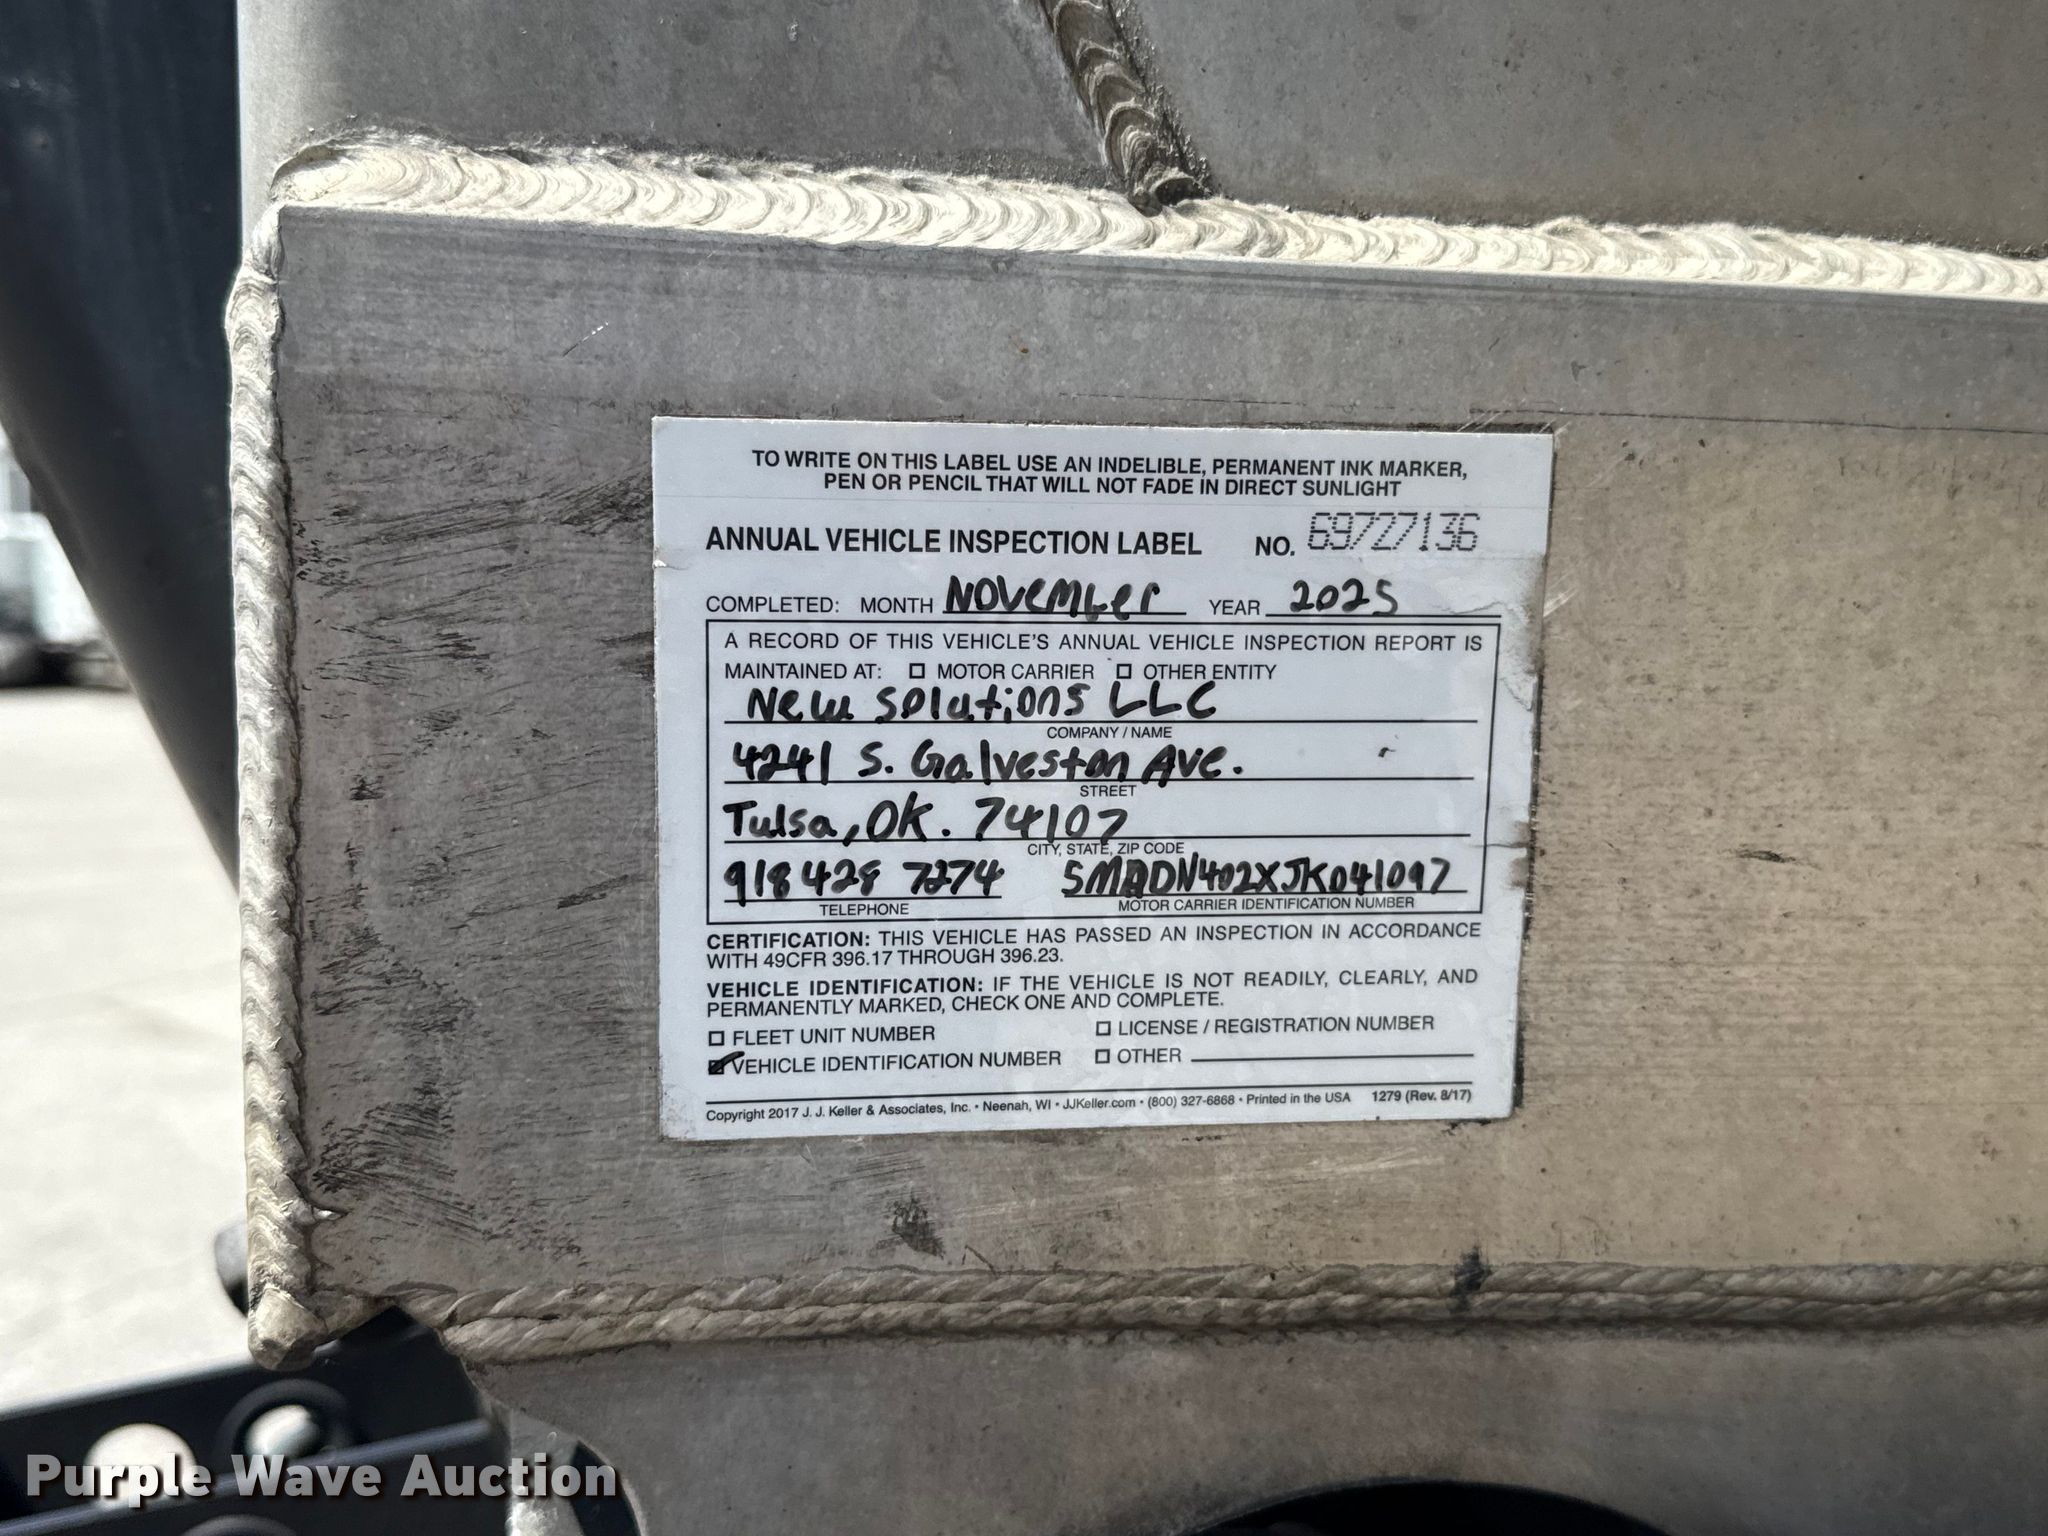 TO WRITE ON THIS LABEL USE AN INDELIBLE, PERMANENT INK MARKER,
PEN OR PENCIL THAT WILL NOT FADE IN DIRECT SUNLIGHT
ANNUAL VEHICLE INSPECTION LABEL NO. 69727136
COMPLETED: MONTH November YEAR 2025
A RECORD OF THIS VEHICLE'S ANNUAL VEHICLE INSPECTION REPORT IS
MAINTAINED AT: ☐ MOTOR CARRIER ☐ OTHER ENTITY
New Solutions LLC
COMPANY / NAME
4241 S. Galveston Ave.
STREET
Tulsa, OK. 74107
CITY, STATE, ZIP CODE
918 428 7274 5MADN402XJK041097
TELEPHONE MOTOR CARRIER IDENTIFICATION NUMBER
CERTIFICATION: THIS VEHICLE HAS PASSED AN INSPECTION IN ACCORDANCE
WITH 49CFR 396.17 THROUGH 396.23.
VEHICLE IDENTIFICATION: IF THE VEHICLE IS NOT READILY, CLEARLY, AND
PERMANENTLY MARKED, CHECK ONE AND COMPLETE.
☐ FLEET UNIT NUMBER ☐ LICENSE / REGISTRATION NUMBER
☑ VEHICLE IDENTIFICATION NUMBER ☐ OTHER
Copyright 2017 J. J. Keller & Associates, Inc. • Neenah, WI • JJKeller.com • (800) 327-6868 • Printed in the USA 1279 (Rev. 8/17)
Purple Wave Auction